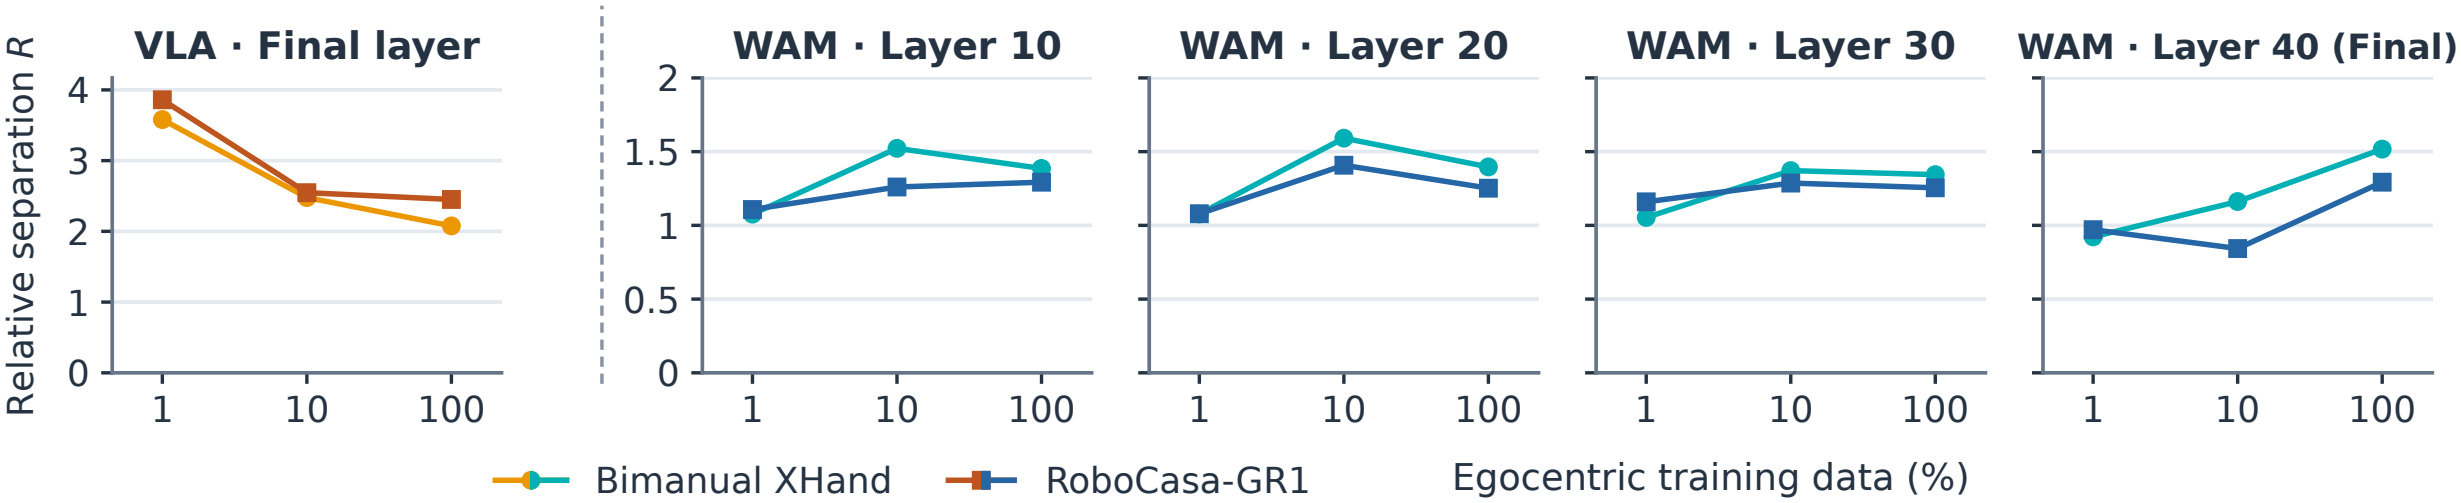 Relative separation R
VLA · Final layer
4
3
2
1
0
1 10 100
WAM · Layer 10
2
1.5
1
0.5
0
1 10 100
WAM · Layer 20
1 10 100
WAM · Layer 30
1 10 100
WAM · Layer 40 (Final)
1 10 100
Bimanual XHand
RoboCasa-GR1
Egocentric training data (%)